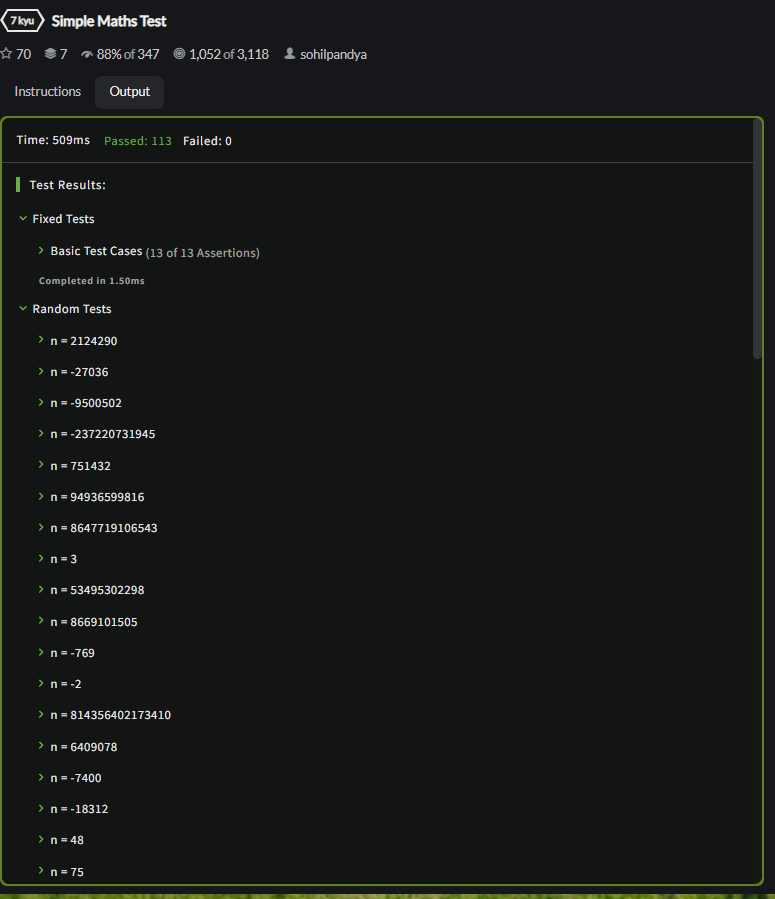 7 kyu Simple Maths Test
70 7 88% of 347 1,052 of 3,118 sohilpandya
Instructions Output
Time: 509ms Passed: 113 Failed: 0
Test Results:
Fixed Tests
Basic Test Cases (13 of 13 Assertions)
Completed in 1.50ms
Random Tests
n = 2124290
n = -27036
n = -9500502
n = -237220731945
n = 751432
n = 94936599816
n = 8647719106543
n = 3
n = 53495302298
n = 8669101505
n = -769
n = -2
n = 814356402173410
n = 6409078
n = -7400
n = -18312
n = 48
n = 75